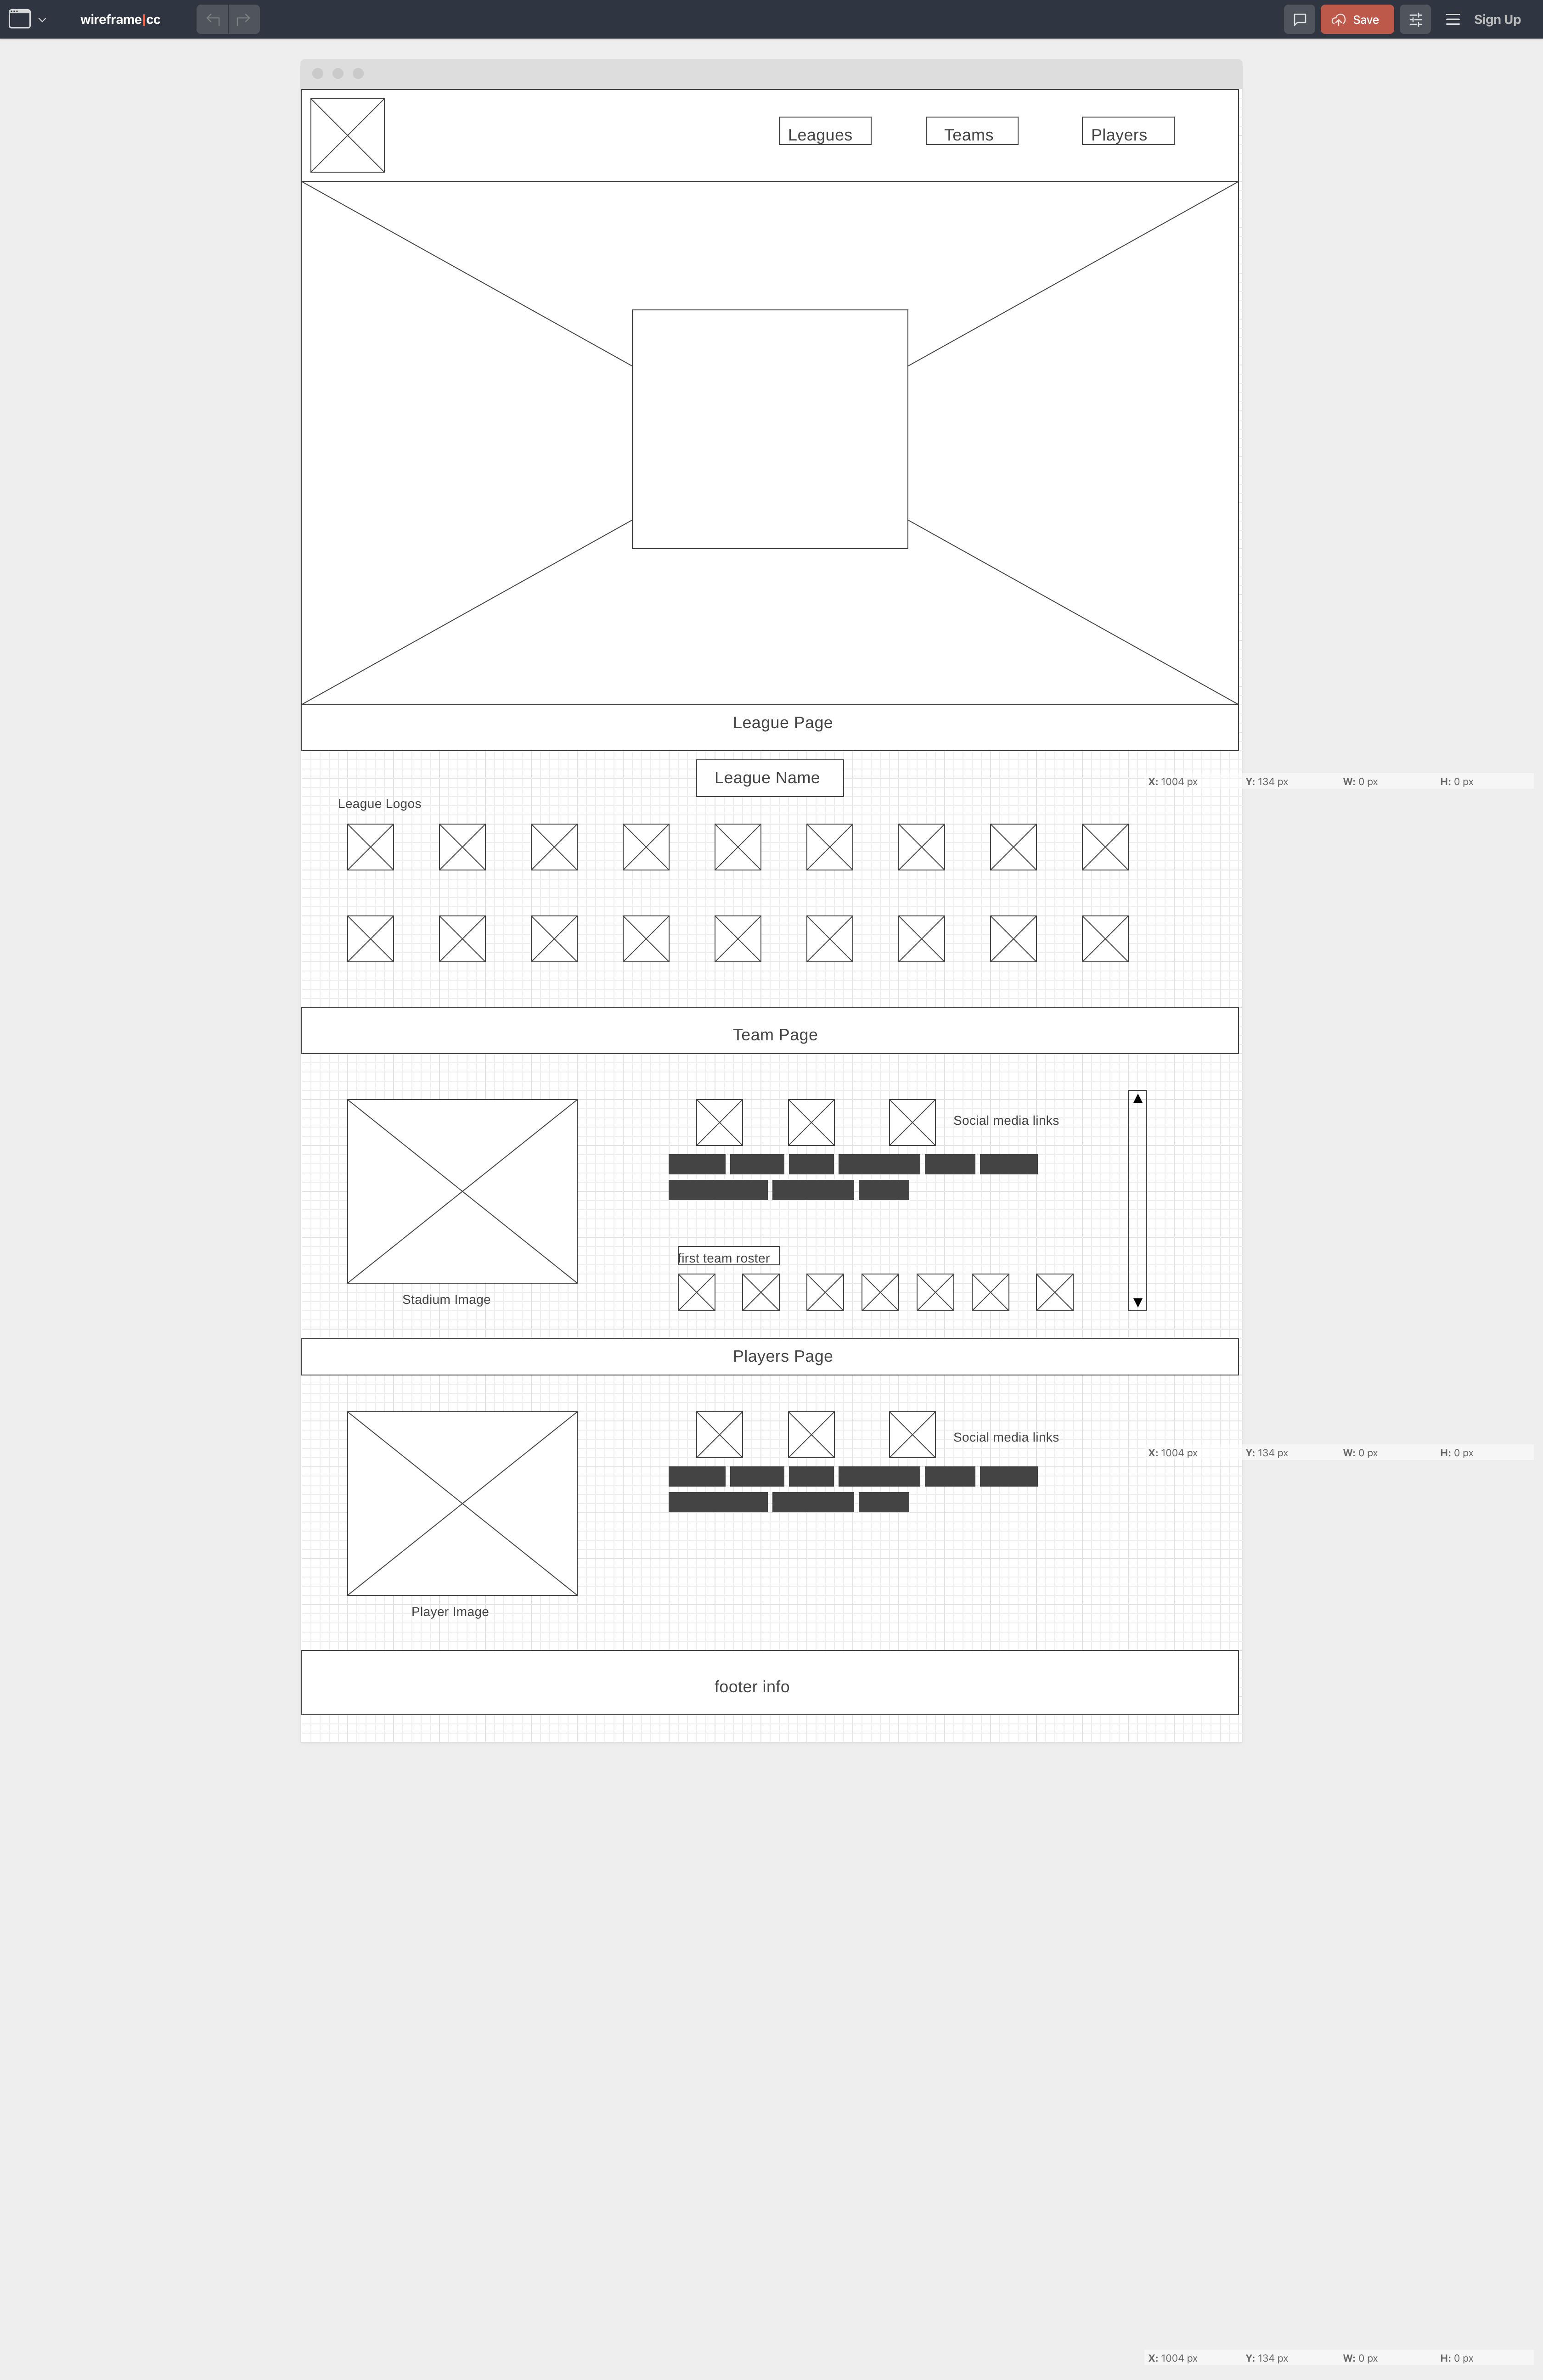 wireframe|cc
Save
Sign Up
Leagues
Teams
Players
League Page
League Name
X: 1004 px Y: 134 px W: 0 px H: 0 px
League Logos
Team Page
Social media links
first team roster
Stadium Image
Players Page
Social media links
X: 1004 px Y: 134 px W: 0 px H: 0 px
Player Image
footer info
X: 1004 px Y: 134 px W: 0 px H: 0 px